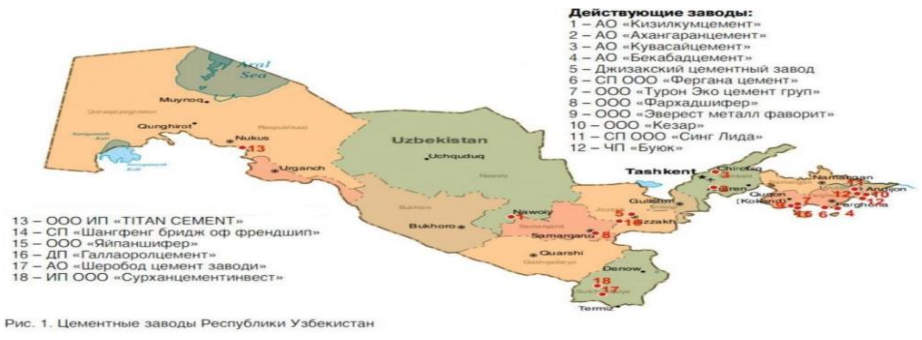 Действующие заводы:
1 – АО «Кизилкумцемент»
2 – АО «Ахангаранцемент»
3 – АО «Кувасайцемент»
4 – АО «Бекабадцемент»
5 – Джизакский цементный завод
6 – СП ООО «Фергана цемент»
7 – ООО «Турон Эко цемент груп»
8 – ООО «Фархадшифер»
9 – ООО «Эверест металл фаворит»
10 – ООО «Кезар»
11 – СП ООО «Синг Лида»
12 – ЧП «Буюк»
Aral
Sea
Muynoq
Qunghirot
Nukus
13
Urganch
Uzbekistan
Uchquduq
Tashkent
Nawoiy
Bukhoro
Samarganu
Quarshi
Guliston
5
Denow
18
17
Termiz
Namangan
Andijon
13 – ООО ИП «TITAN CEMENT»
14 – СП «Шангфенг бридж оф френдшип»
15 – ООО «Яйпаншифер»
16 – ДП «Галлаоролцемент»
17 – АО «Шеробод цемент заводи»
18 – ИП ООО «Сурханцементинвест»
Рис. 1. Цементные заводы Республики Узбекистан